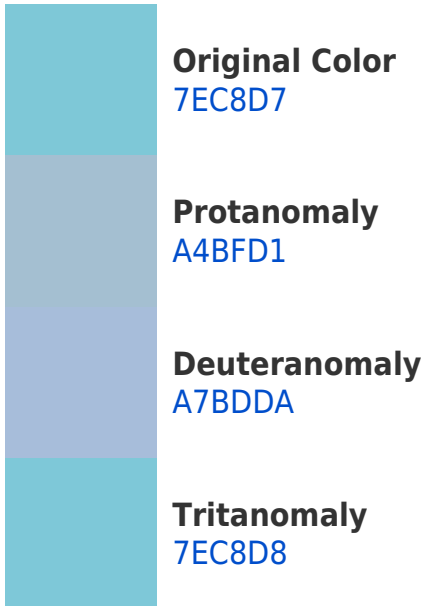 Original Color
7EC8D7
Protanomaly
A4BFD1
Deuteranomaly
A7BDDA
Tritanomaly
7EC8D8